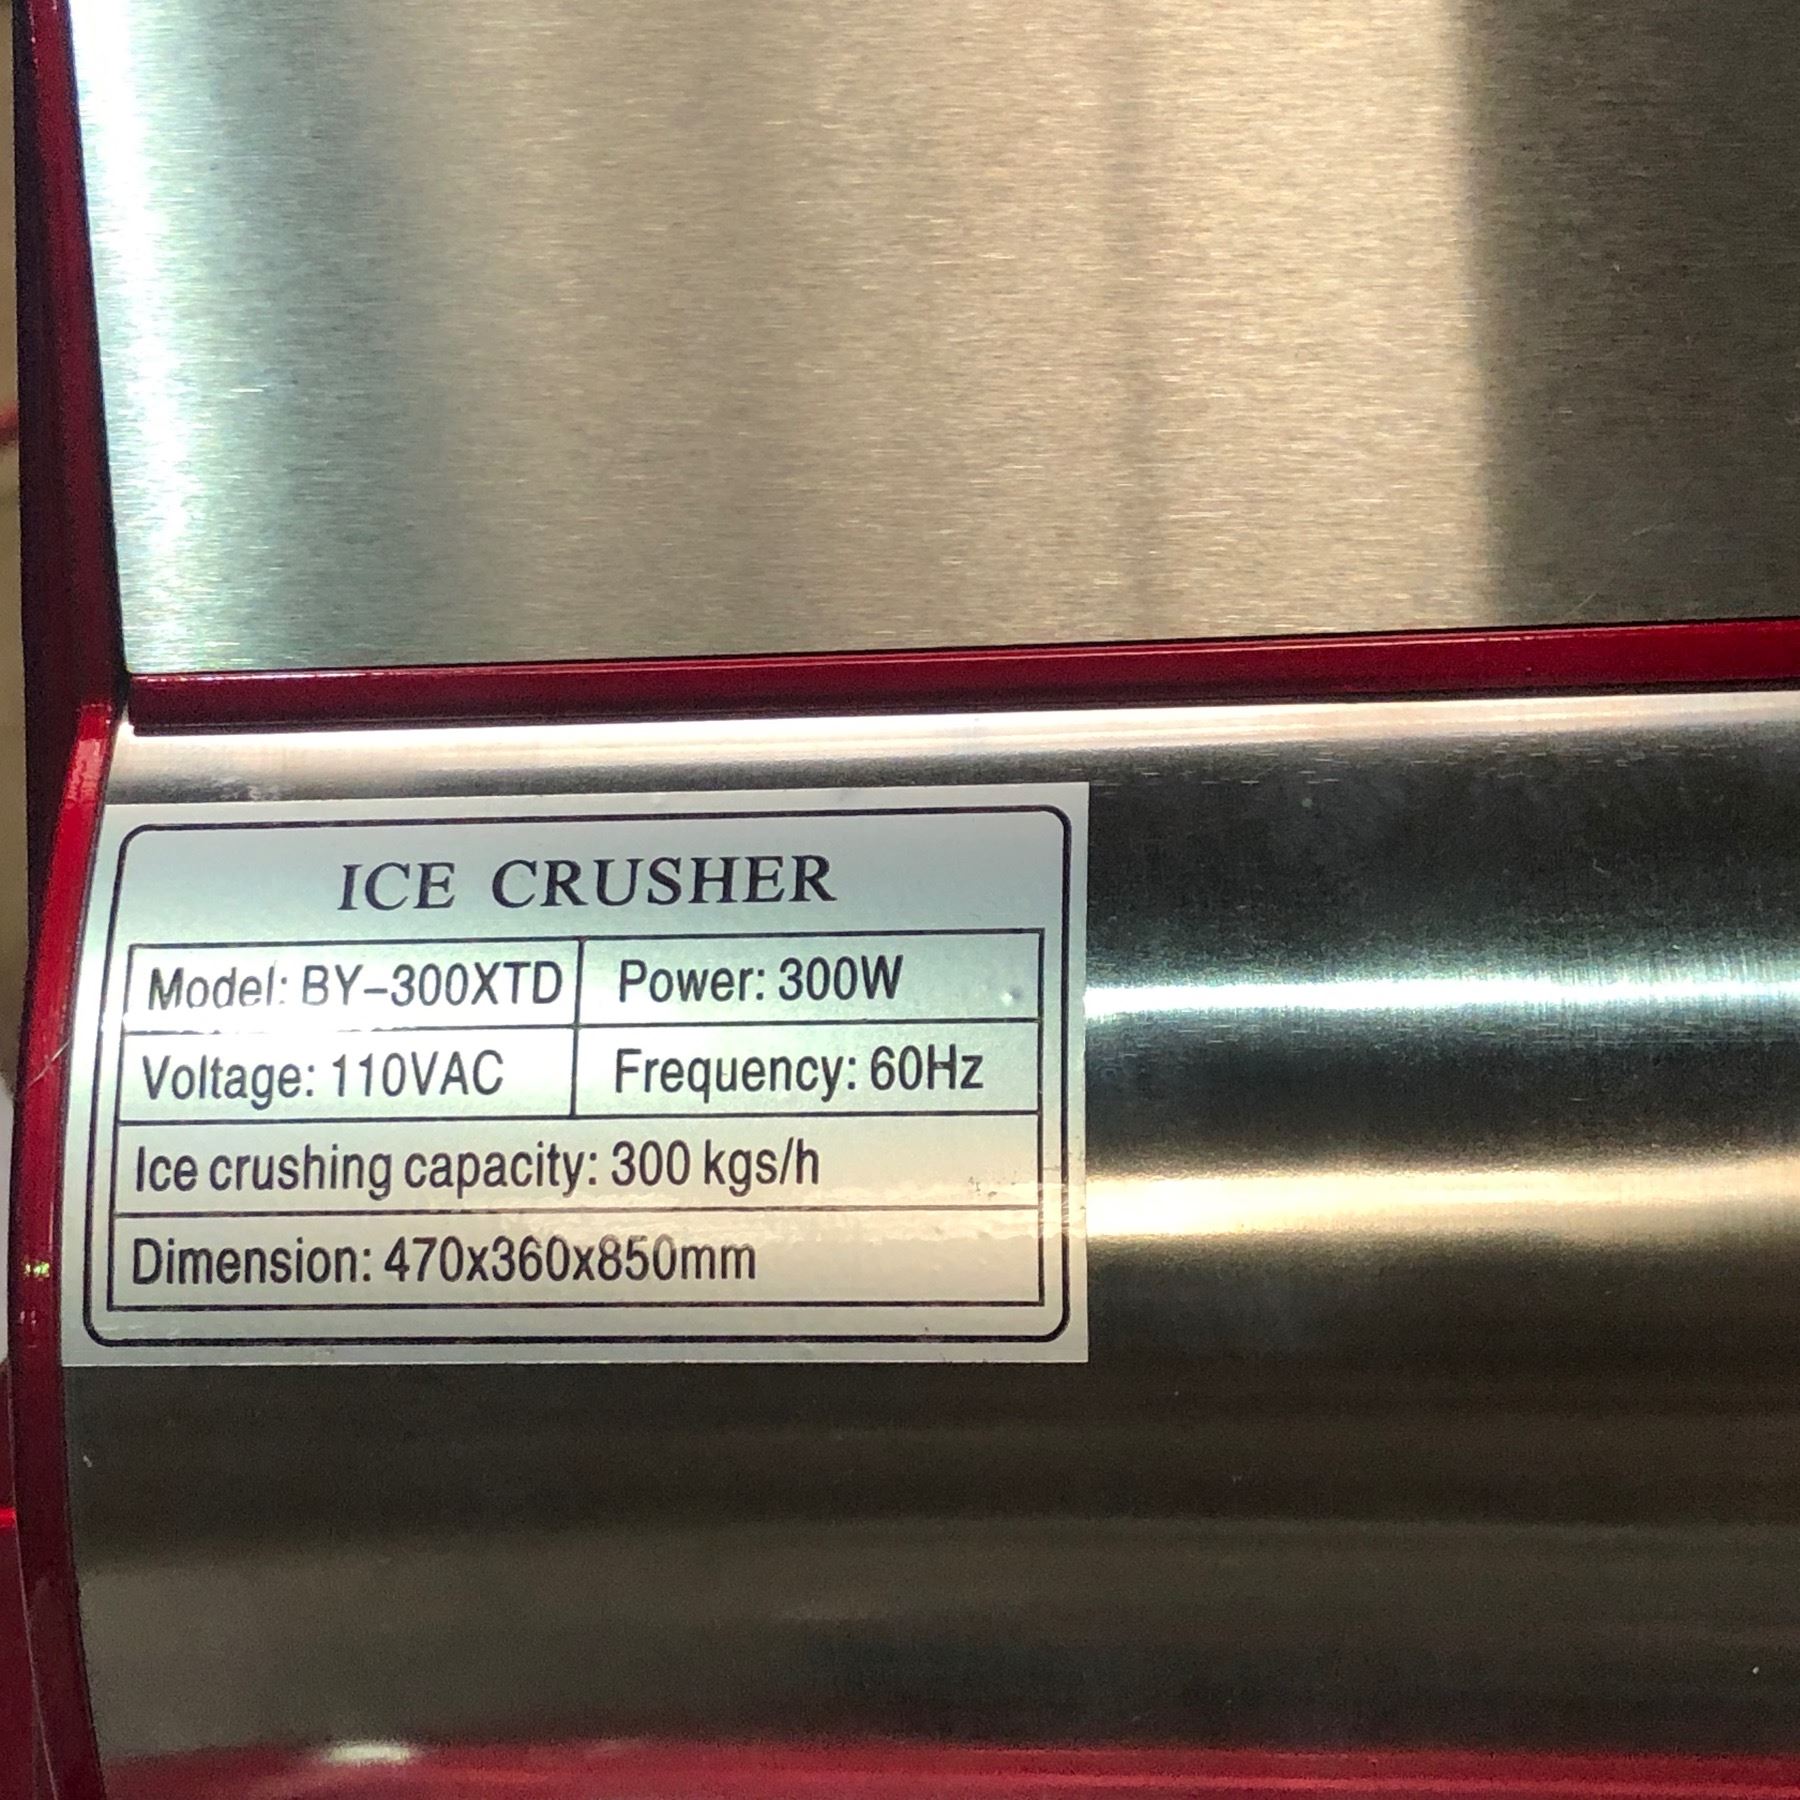 ICE CRUSHER
Model: BY-300XTD Power: 300W
Voltage: 110VAC Frequency: 60Hz
Ice crushing capacity: 300 kgs/h
Dimension: 470x360x850mm